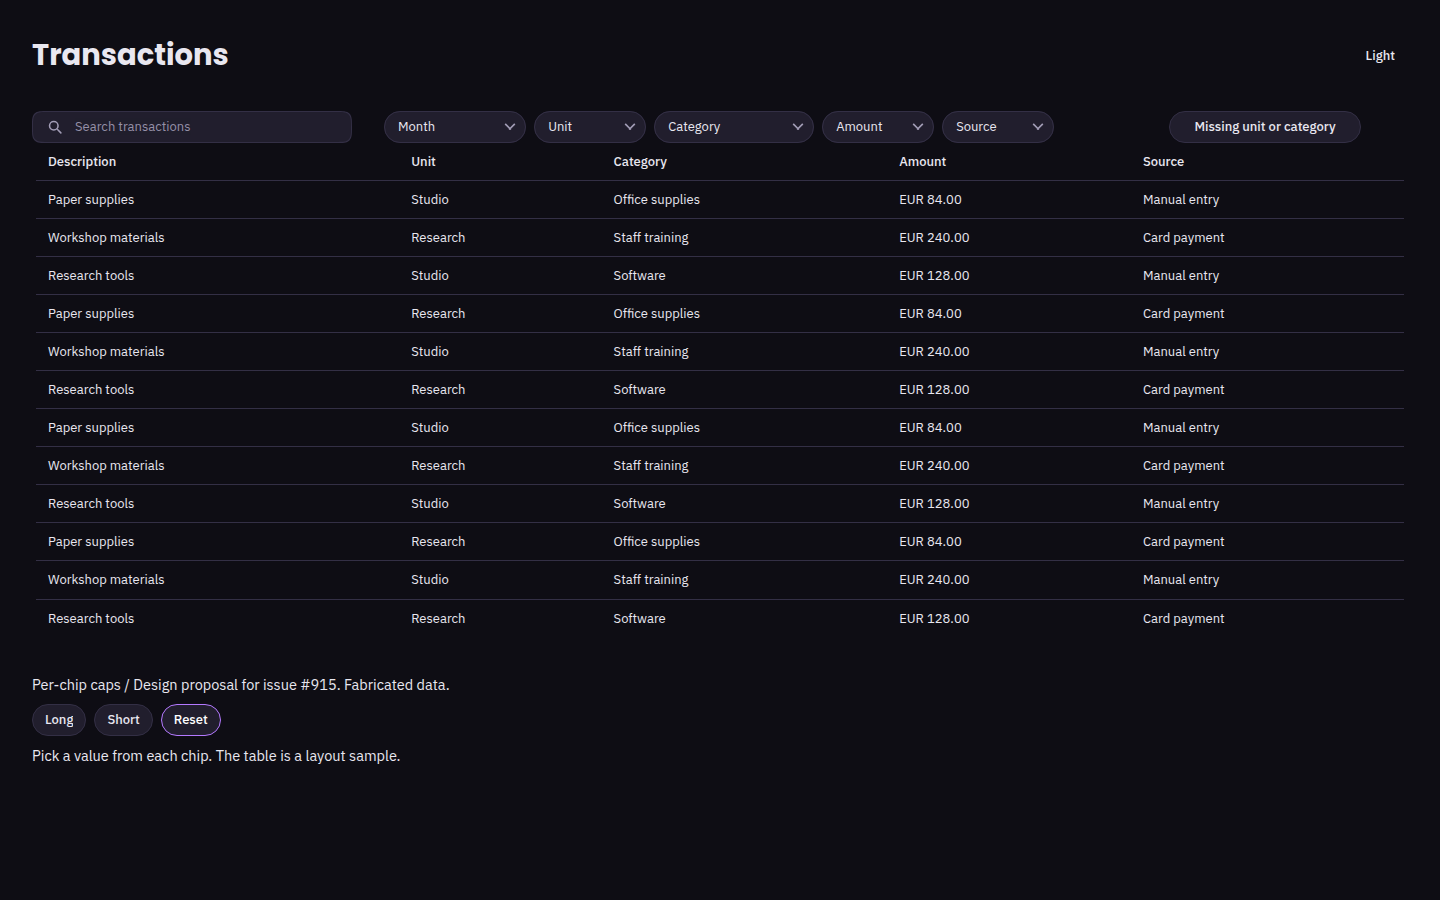 Transactions
Light
Search transactions Month Unit Category Amount Source Missing unit or category
Description Unit Category Amount Source
Paper supplies Studio Office supplies EUR 84.00 Manual entry
Workshop materials Research Staff training EUR 240.00 Card payment
Research tools Studio Software EUR 128.00 Manual entry
Paper supplies Research Office supplies EUR 84.00 Card payment
Workshop materials Studio Staff training EUR 240.00 Manual entry
Research tools Research Software EUR 128.00 Card payment
Paper supplies Studio Office supplies EUR 84.00 Manual entry
Workshop materials Research Staff training EUR 240.00 Card payment
Research tools Studio Software EUR 128.00 Manual entry
Paper supplies Research Office supplies EUR 84.00 Card payment
Workshop materials Studio Staff training EUR 240.00 Manual entry
Research tools Research Software EUR 128.00 Card payment
Per-chip caps / Design proposal for issue #915. Fabricated data.
Long Short Reset
Pick a value from each chip. The table is a layout sample.